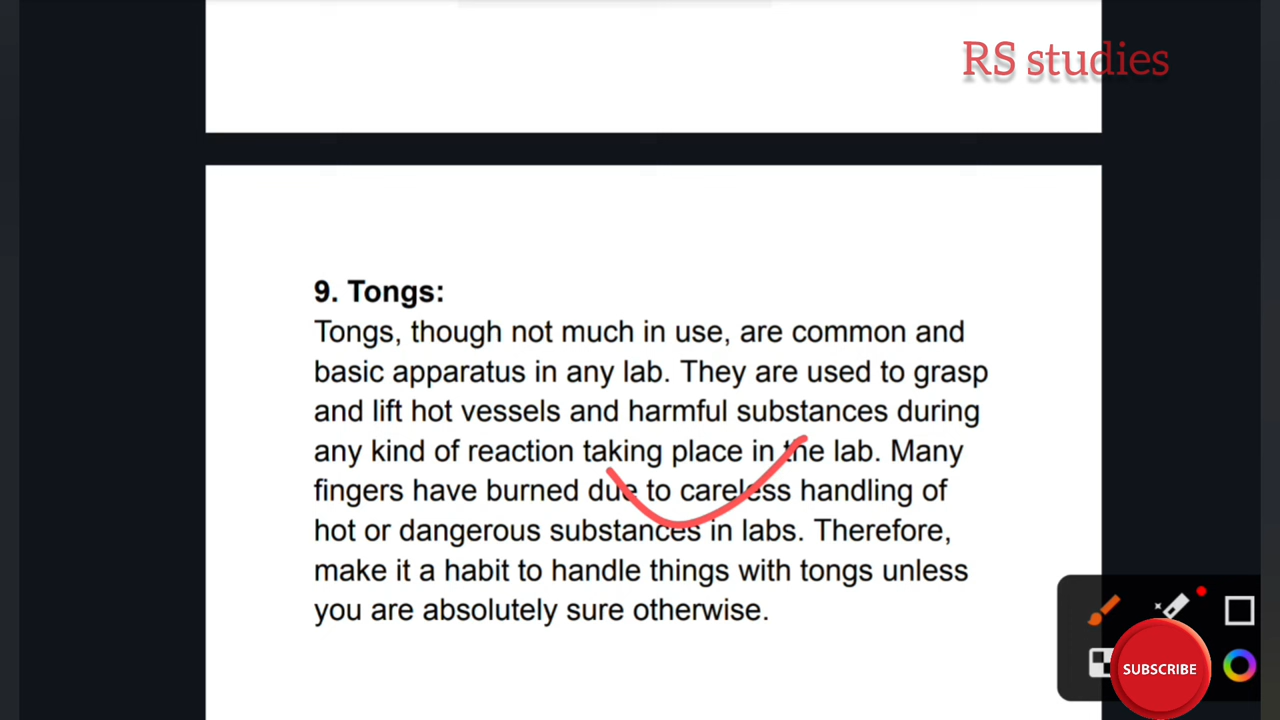 RS studies
9. Tongs:
Tongs, though not much in use, are common and
basic apparatus in any lab. They are used to grasp
and lift hot vessels and harmful substances during
any kind of reaction taking place in the lab. Many
fingers have burned due to careless handling of
hot or dangerous substances in labs. Therefore,
make it a habit to handle things with tongs unless
you are absolutely sure otherwise.
SUBSCRIBE